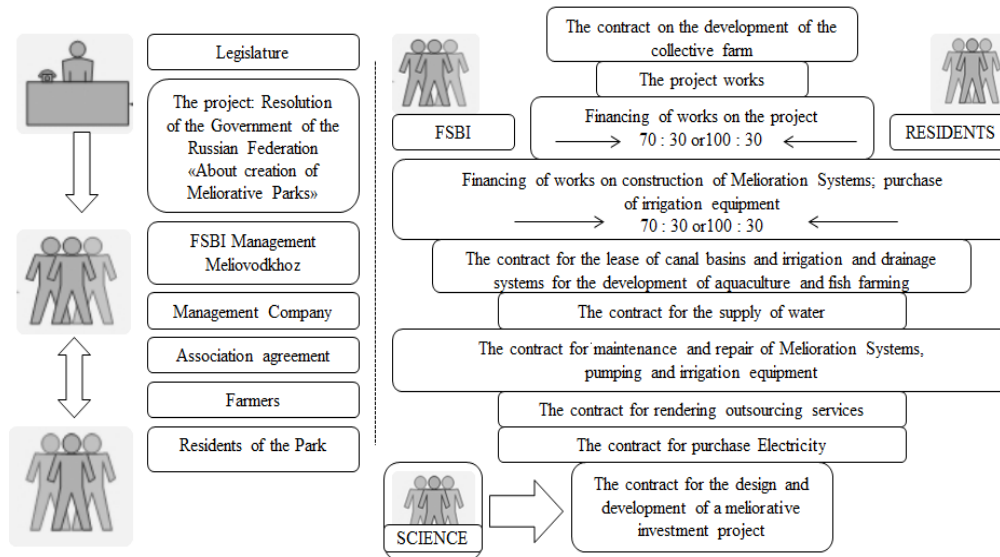 Legislature
The project: Resolution
of the Government of the
Russian Federation
«About creation of
Meliorative Parks»
FSBI Management
Meliovodkhoz
Management Company
Association agreement
Farmers
Residents of the Park
The contract on the development of the
collective farm
The project works
FSBI
Financing of works on the project
70 : 30 or100 : 30
RESIDENTS
Financing of works on construction of Melioration Systems; purchase
of irrigation equipment
70 : 30 or100 : 30
The contract for the lease of canal basins and irrigation and drainage
systems for the development of aquaculture and fish farming
The contract for the supply of water
The contract for maintenance and repair of Melioration Systems,
pumping and irrigation equipment
The contract for rendering outsourcing services
The contract for purchase Electricity
SCIENCE
The contract for the design and
development of a meliorative
investment project